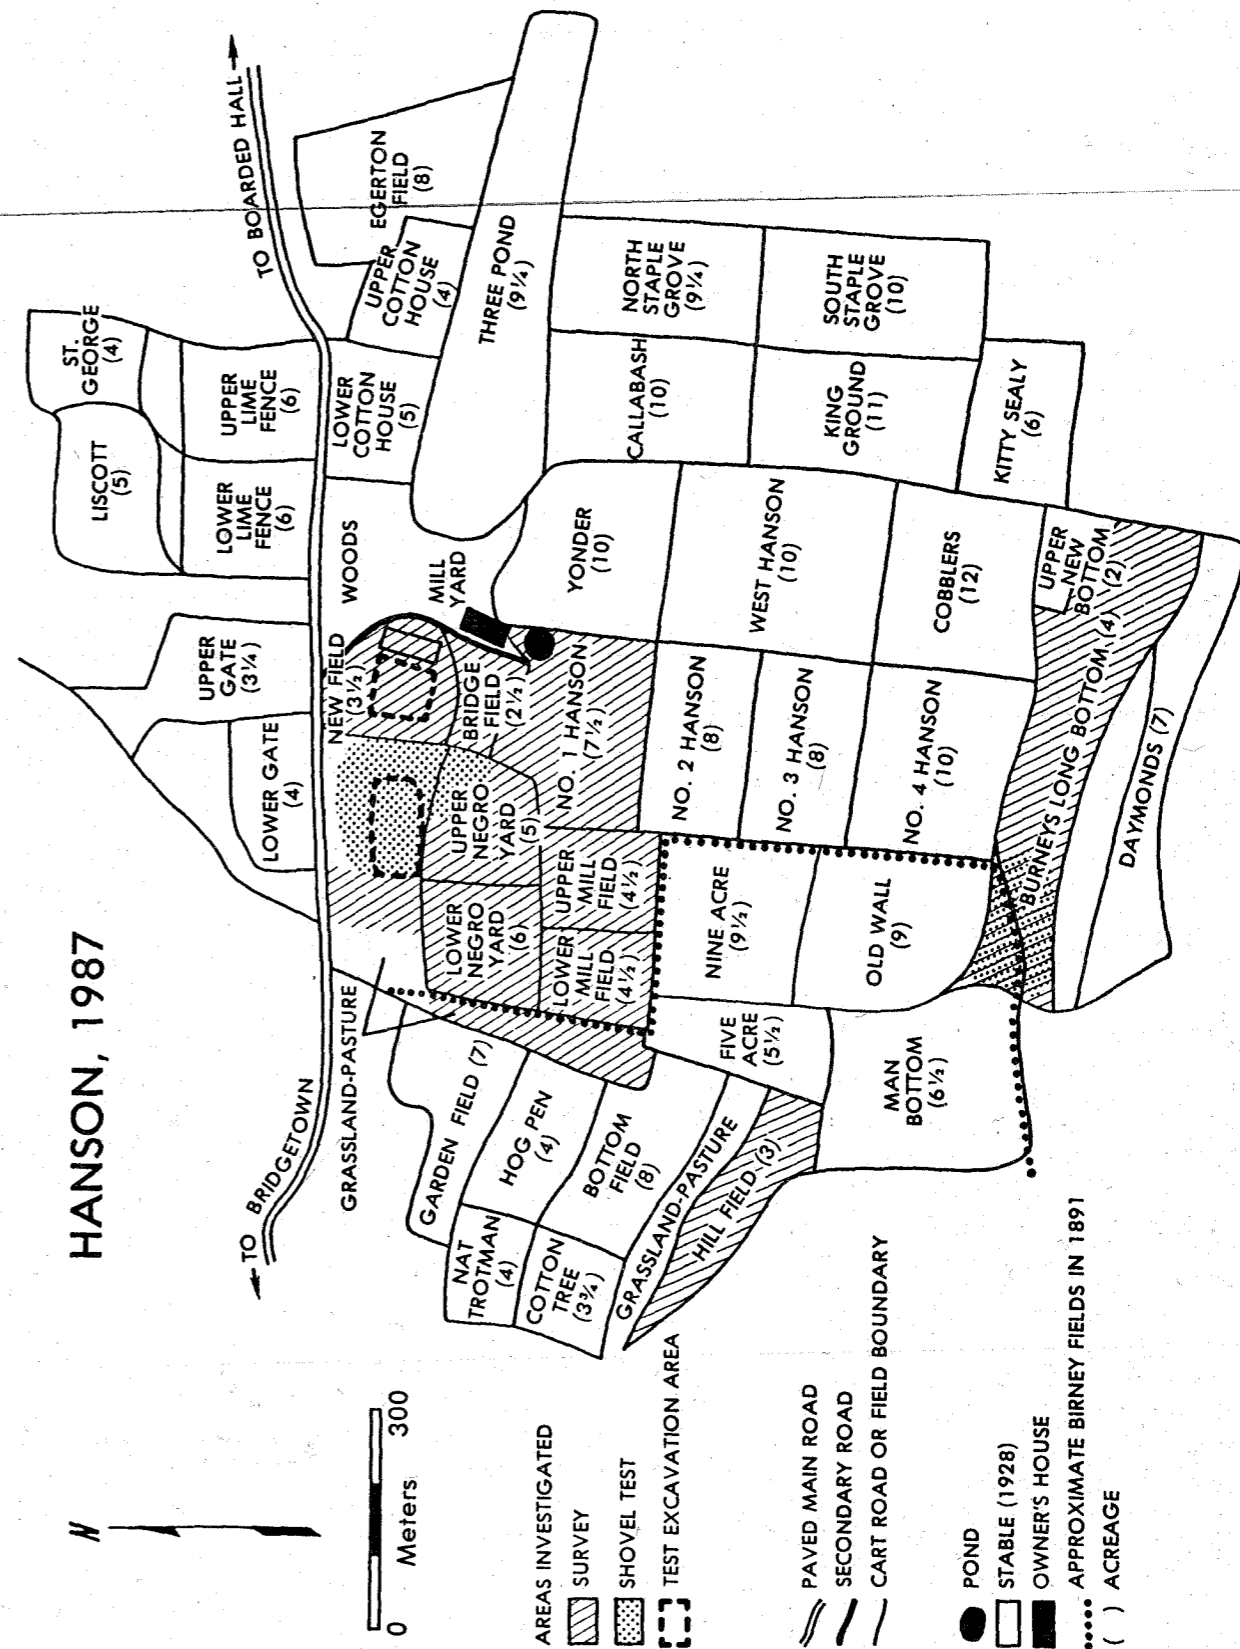 HANSON, 1987
N
0 Meters 300
AREAS INVESTIGATED
SURVEY
SHOVEL TEST
TEST EXCAVATION AREA
PAVED MAIN ROAD
SECONDARY ROAD
CART ROAD OR FIELD BOUNDARY
POND
STABLE (1928)
OWNER'S HOUSE
APPROXIMATE BIRNEY FIELDS IN 1891
( ) ACREAGE
TO BRIDGETOWN
TO BOARDED HALL
ST.
GEORGE
(4)
LISCOTT
(5)
UPPER
LIME
FENCE
(6)
LOWER
LIME
FENCE
(6)
UPPER
GATE
(3¼)
LOWER GATE
(4)
EGERTON
FIELD
(8)
UPPER
COTTON
HOUSE
(4)
LOWER
COTTON
HOUSE
(5)
THREE POND
(9¼)
WOODS
MILL
YARD
NEW FIELD
(3½)
BRIDGE
FIELD
(2½)
GRASSLAND-PASTURE
UPPER
NEGRO
YARD
(5)
LOWER
NEGRO
YARD
(6)
NO. 1 HANSON
(7½)
UPPER
MILL
FIELD
(4½)
LOWER
MILL
FIELD
(4½)
GARDEN FIELD (7)
HOG PEN
(4)
BOTTOM
FIELD
(8)
NAT
TROTMAN
(4)
COTTON
TREE
(3¾)
GRASSLAND-PASTURE
HILL FIELD (3)
FIVE
ACRE
(5½)
MAN
BOTTOM
(6½)
NINE ACRE
(9½)
OLD WALL
(9)
NO. 2 HANSON
(8)
NO. 3 HANSON
(8)
NO. 4 HANSON
(10)
YONDER
(10)
WEST HANSON
(10)
COBBLERS
(12)
CALLABASH
(10)
KING
GROUND
(11)
NORTH
STAPLE
GROVE
(9¼)
SOUTH
STAPLE
GROVE
(10)
KITTY SEALY
(6)
UPPER
NEW
BOTTOM
(2)
BURNEYS LONG BOTTOM (4)
DAYMONDS (7)